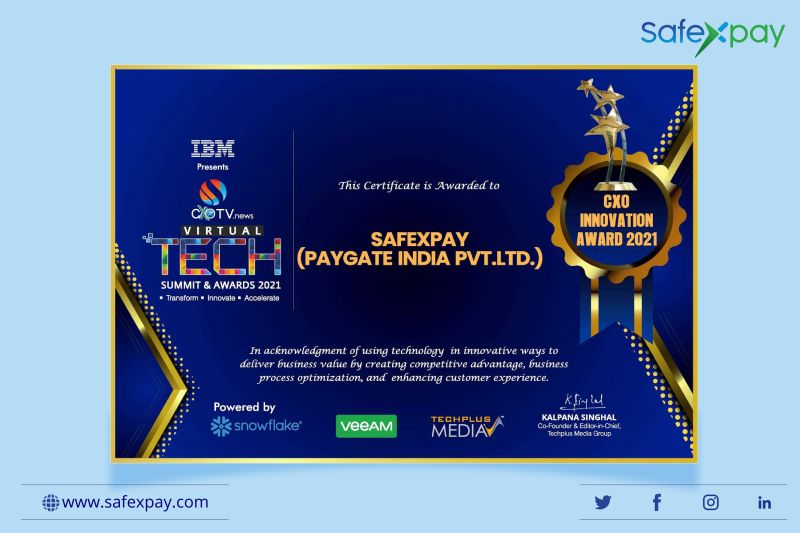 safexpay
IBM
Presents
CXOTV.news
VIRTUAL
TECH
SUMMIT & AWARDS 2021
▪ Transform ▪ Innovate ▪ Accelerate
This Certificate is Awarded to
SAFEXPAY
(PAYGATE INDIA PVT.LTD.)
CXO
INNOVATION
AWARD 2021
In acknowledgment of using technology in innovative ways to
deliver business value by creating competitive advantage, business
process optimization, and enhancing customer experience.
Powered by
snowflake®
veeAM
TECHPLUS
MEDIA
™
K. Singhal
KALPANA SINGHAL
Co-Founder & Editor-in-Chief,
Techplus Media Group
www.safexpay.com